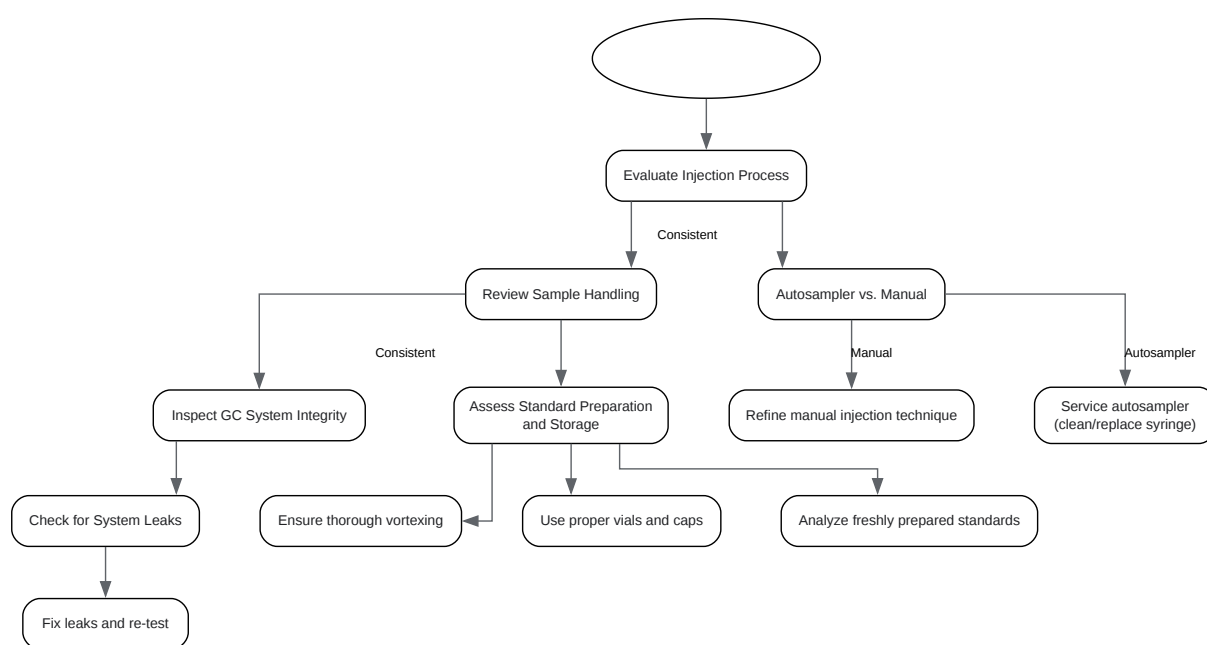 Evaluate Injection Process
Consistent
Review Sample Handling
Autosampler vs. Manual
Consistent
Manual
Autosampler
Inspect GC System Integrity
Assess Standard Preparation
and Storage
Refine manual injection technique
Service autosampler
(clean/replace syringe)
Check for System Leaks
Ensure thorough vortexing
Use proper vials and caps
Analyze freshly prepared standards
Fix leaks and re-test